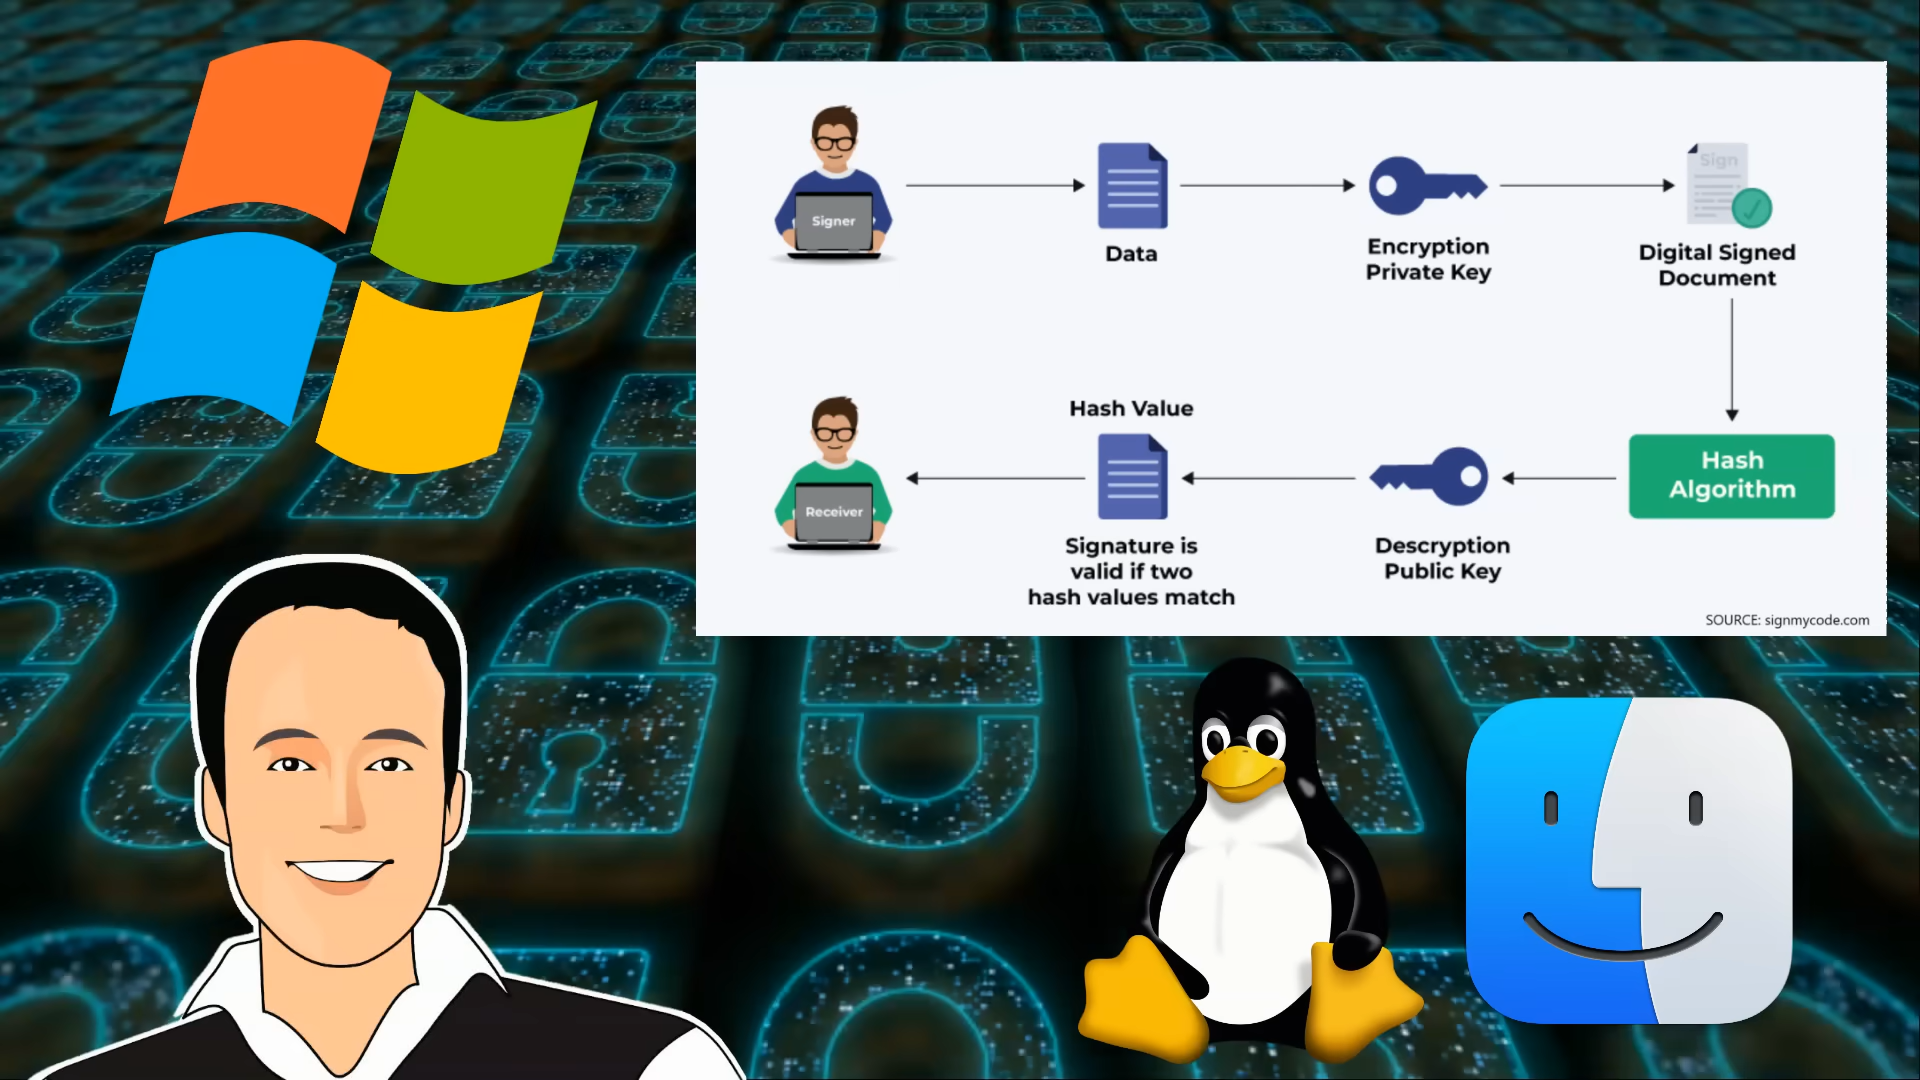 Signer
Data
Encryption
Private Key
Sign
Digital Signed
Document
Hash
Algorithm
Descryption
Public Key
Hash Value
Signature is
valid if two
hash values match
Receiver
SOURCE: signmycode.com